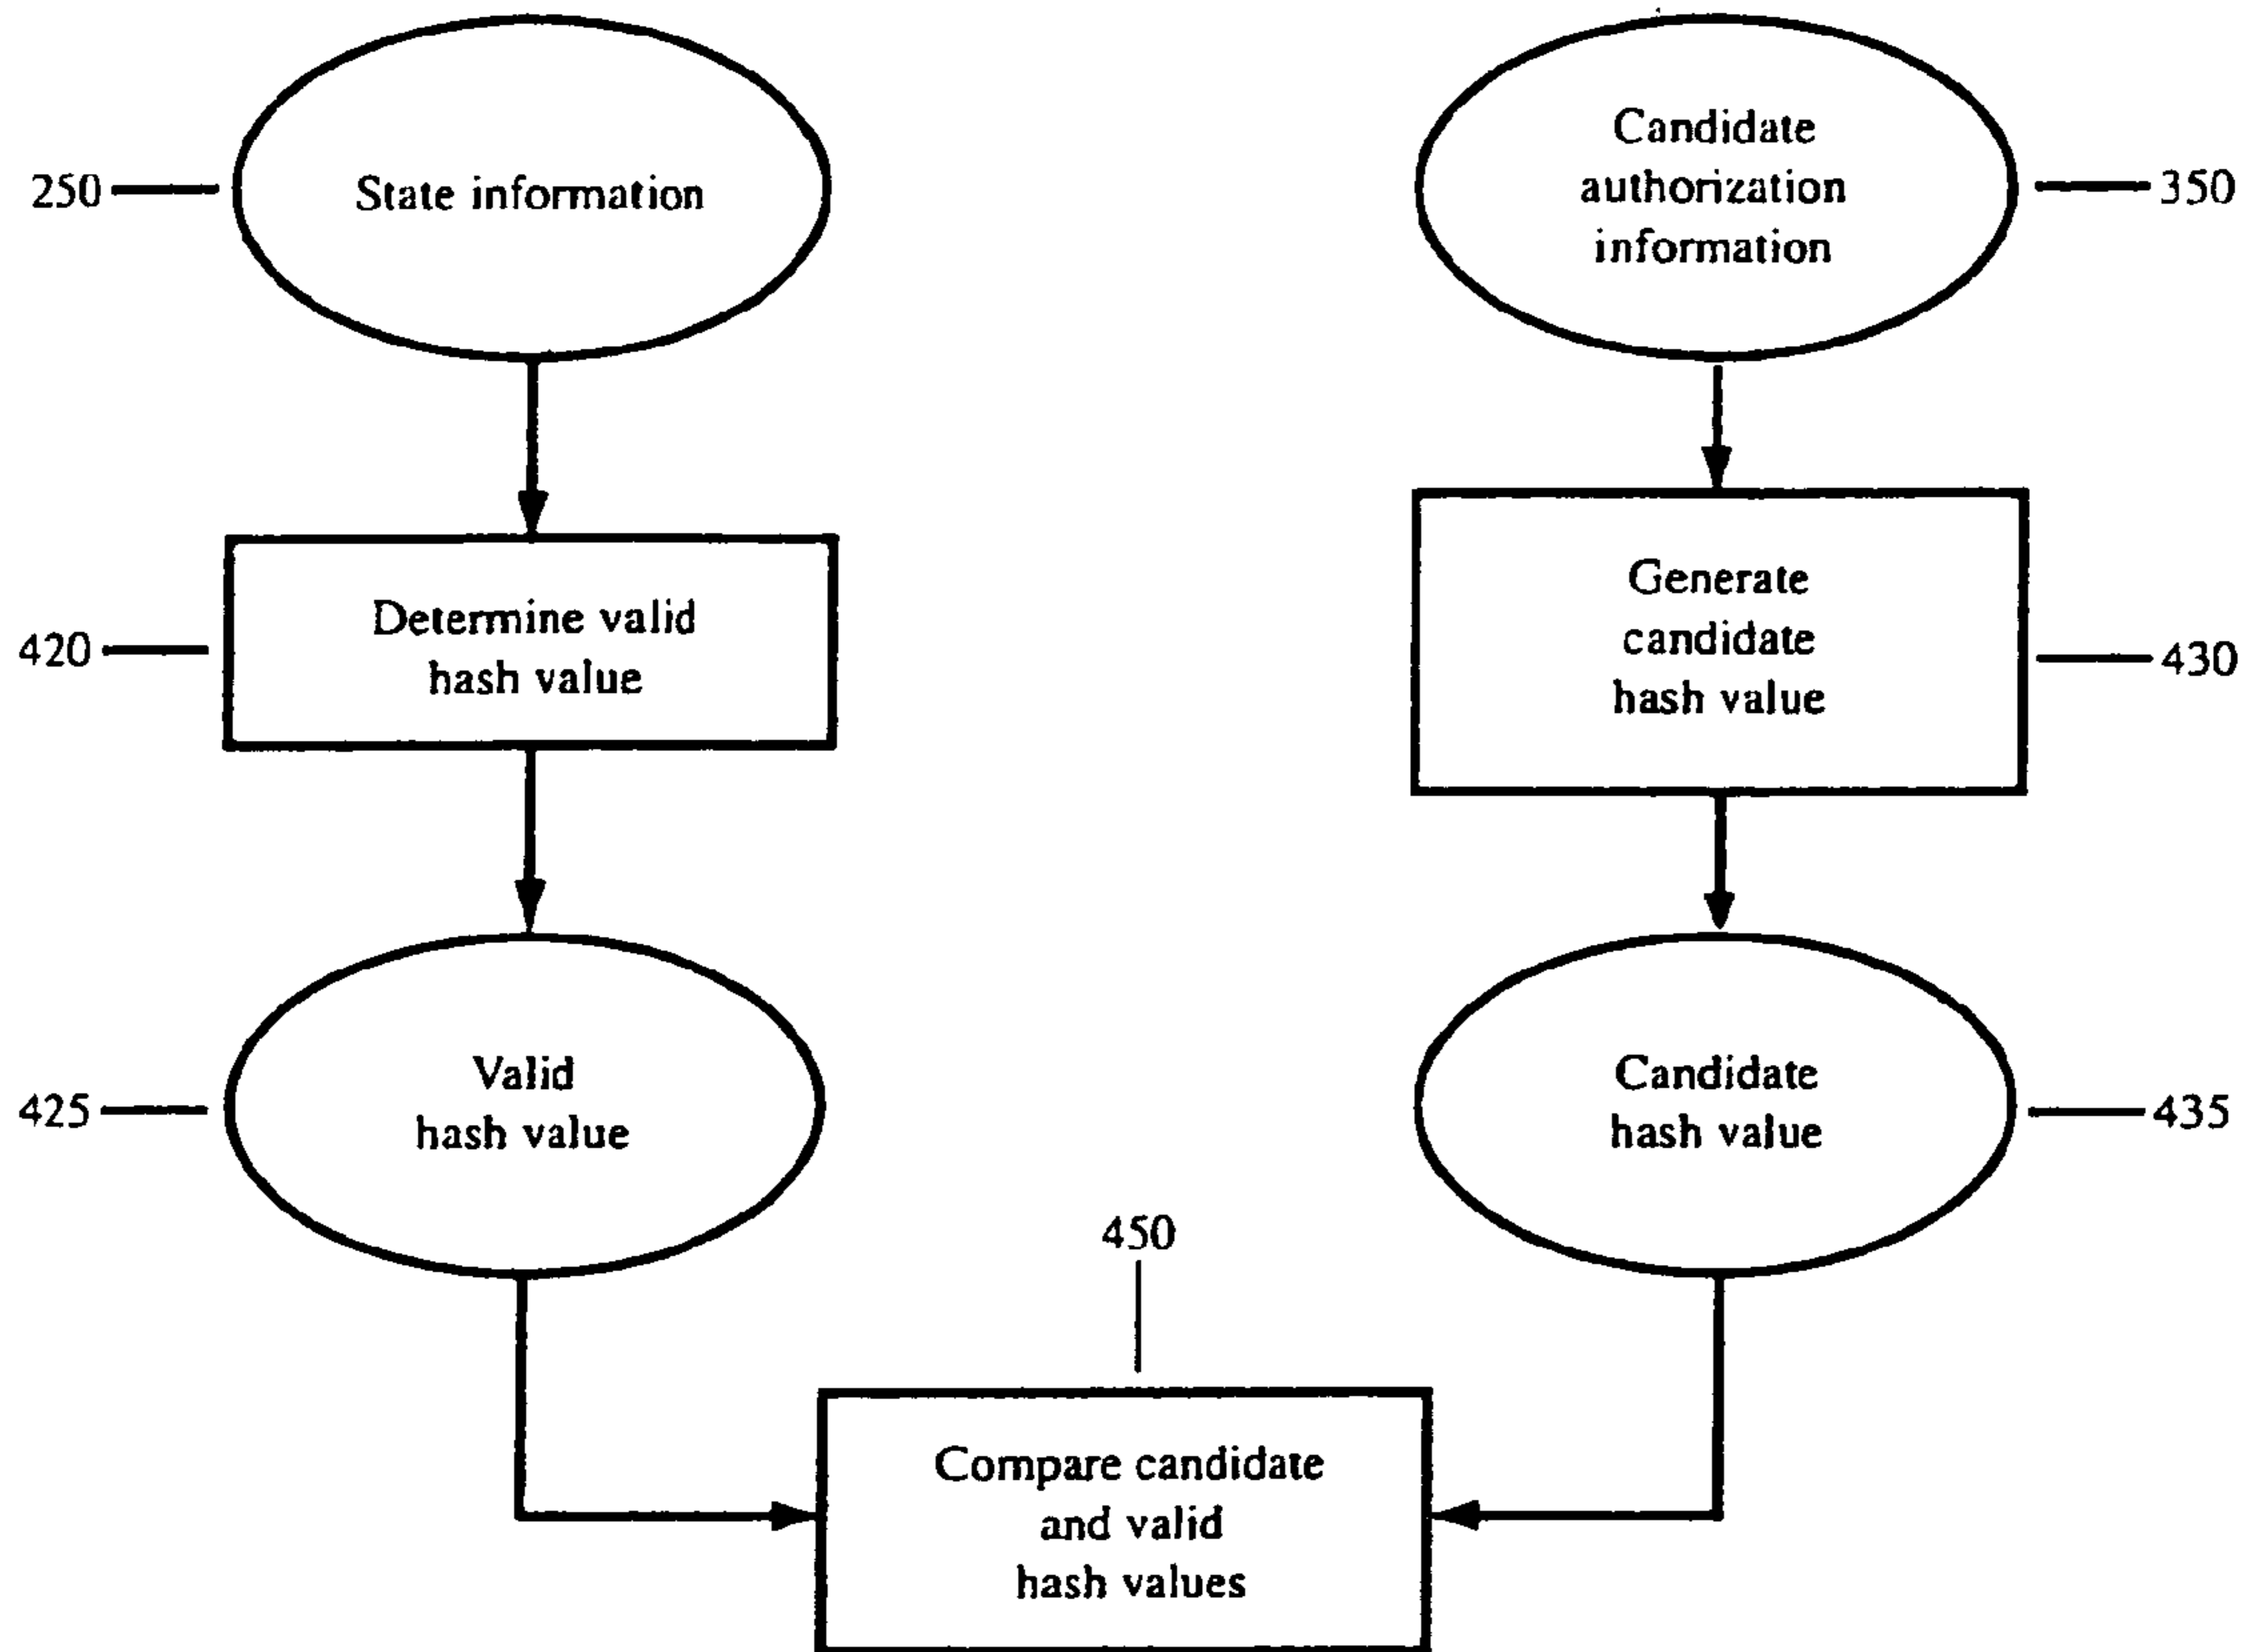 250
State information
Candidate
authorization
information
350
420
Determine valid
hash value
Generate
candidate
hash value
430
425
Valid
hash value
Candidate
hash value
435
450
Compare candidate
and valid
hash values